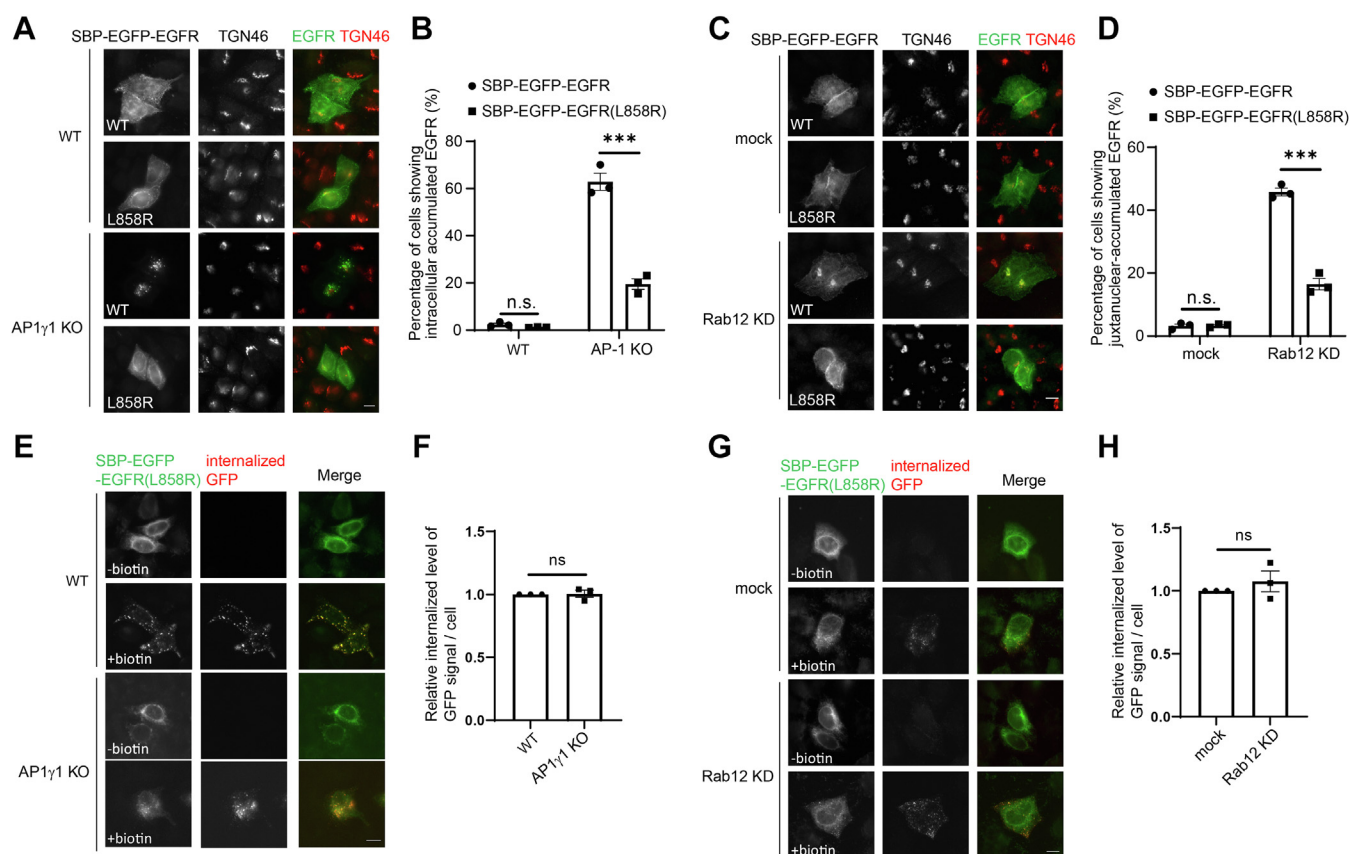 A
SBP-EGFP-EGFR TGN46 EGFR TGN46
WT
WT
L858R
AP1γ1 KO
WT
L858R
B
SBP-EGFP-EGFR
SBP-EGFP-EGFR(L858R)
Percentage of cells showing
intracellular accumulated EGFR (%)
80
60
40
20
0
n.s.
***
WT AP-1 KO
C
SBP-EGFP-EGFR TGN46 EGFR TGN46
mock
WT
L858R
Rab12 KD
WT
L858R
D
SBP-EGFP-EGFR
SBP-EGFP-EGFR(L858R)
Percentage of cells showing
juxtanuclear-accumulated EGFR (%)
60
40
20
0
n.s.
***
mock Rab12 KD
E
SBP-EGFP
-EGFR(L858R)
internalized
GFP
Merge
WT
-biotin
+biotin
AP1γ1 KO
-biotin
+biotin
F
Relative internalized level of
GFP signal / cell
1.5
1.0
0.5
0.0
ns
WT
AP1γ1 KO
G
SBP-EGFP
-EGFR(L858R)
internalized
GFP
Merge
mock
-biotin
+biotin
Rab12 KD
-biotin
+biotin
H
Relative internalized level of
GFP signal / cell
1.5
1.0
0.5
0.0
ns
mock
Rab12 KD